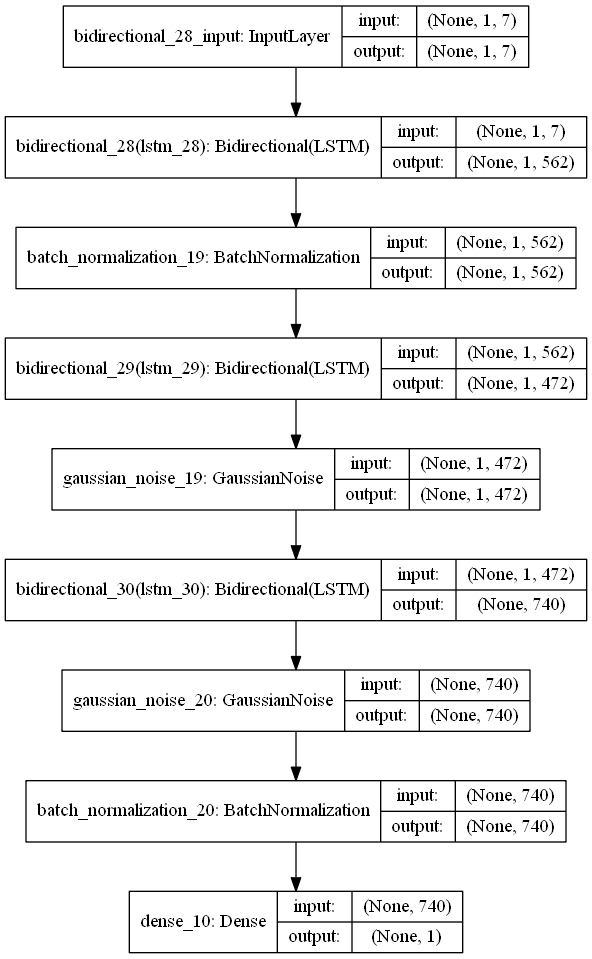 bidirectional_28_input: InputLayer
input: (None, 1, 7)
output: (None, 1, 7)
bidirectional_28(lstm_28): Bidirectional(LSTM)
input: (None, 1, 7)
output: (None, 1, 562)
batch_normalization_19: BatchNormalization
input: (None, 1, 562)
output: (None, 1, 562)
bidirectional_29(lstm_29): Bidirectional(LSTM)
input: (None, 1, 562)
output: (None, 1, 472)
gaussian_noise_19: GaussianNoise
input: (None, 1, 472)
output: (None, 1, 472)
bidirectional_30(lstm_30): Bidirectional(LSTM)
input: (None, 1, 472)
output: (None, 740)
gaussian_noise_20: GaussianNoise
input: (None, 740)
output: (None, 740)
batch_normalization_20: BatchNormalization
input: (None, 740)
output: (None, 740)
dense_10: Dense
input: (None, 740)
output: (None, 1)